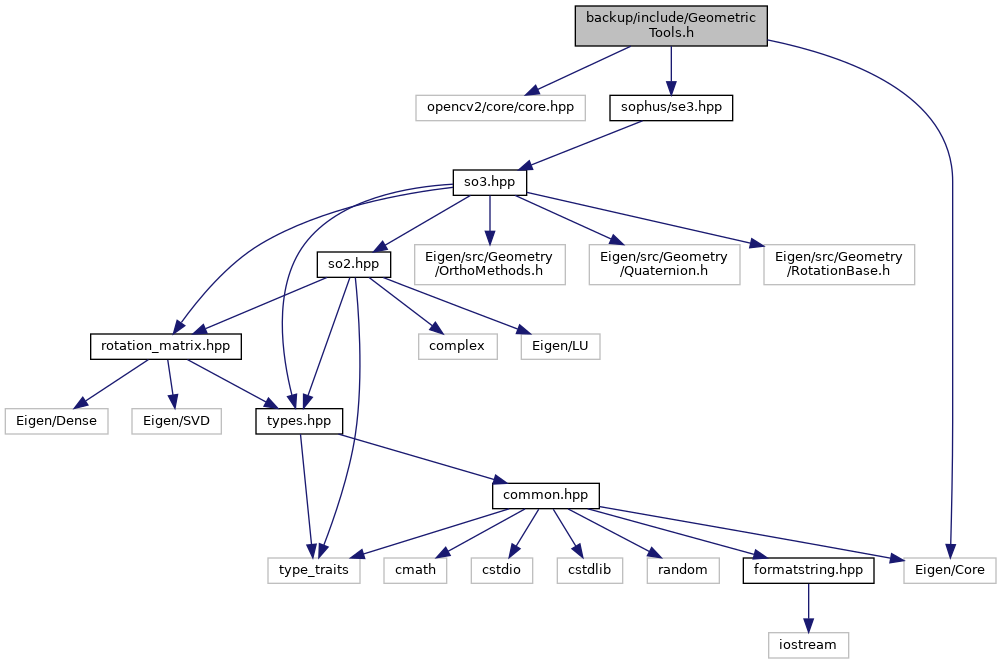 backup/include/Geometric
Tools.h
opencv2/core/core.hpp
sophus/se3.hpp
so3.hpp
so2.hpp
Eigen/src/Geometry
/OrthoMethods.h
Eigen/src/Geometry
/Quaternion.h
Eigen/src/Geometry
/RotationBase.h
rotation_matrix.hpp
complex
Eigen/LU
Eigen/Dense
Eigen/SVD
types.hpp
common.hpp
type_traits
cmath
cstdio
cstdlib
random
formatstring.hpp
Eigen/Core
iostream